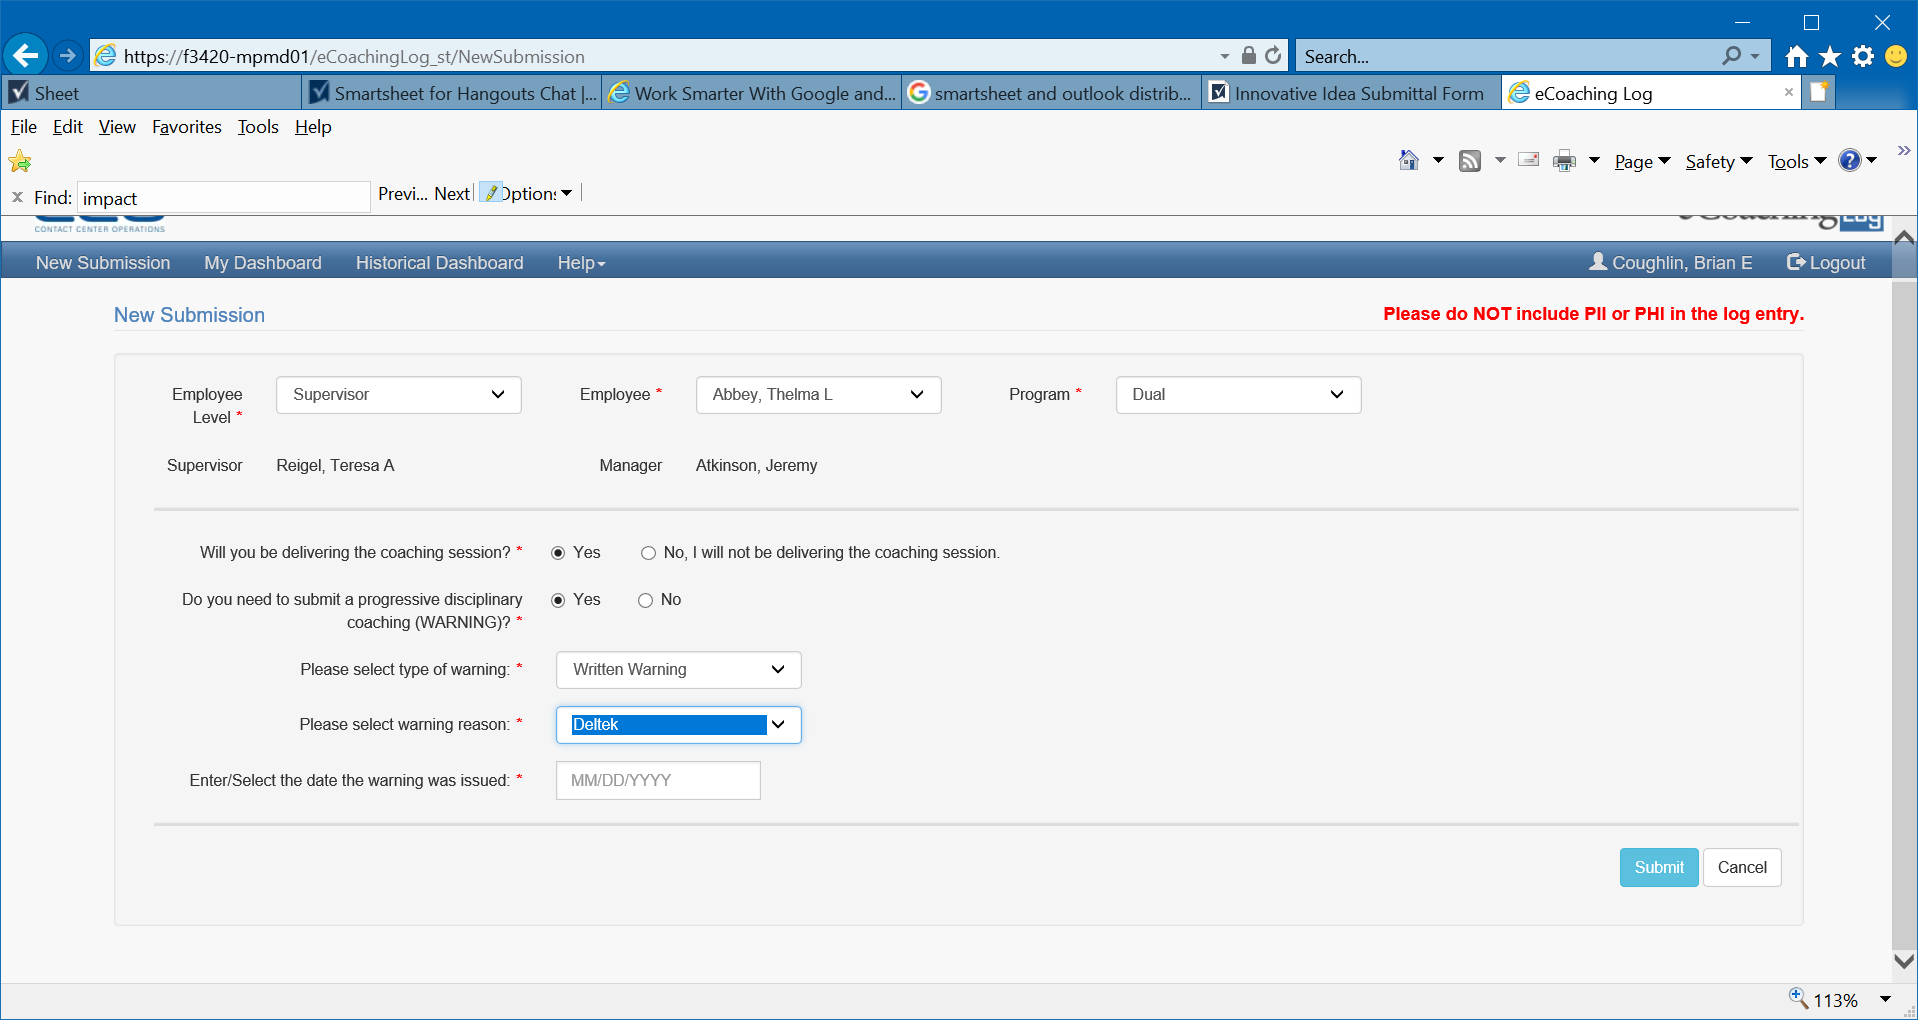 https://f3420-mpmd01/eCoachingLog_st/NewSubmission
Search...
Sheet
Smartsheet for Hangouts Chat |...
Work Smarter With Google and...
smartsheet and outlook distrib...
Innovative Idea Submittal Form
eCoaching Log
File Edit View Favorites Tools Help
Page Safety Tools
x Find: impact Previ... Next Options
CONTACT CENTER OPERATIONS
eCoaching Log
New Submission My Dashboard Historical Dashboard Help Coughlin, Brian E Logout
New Submission
Please do NOT include PII or PHI in the log entry.
Employee Level * Supervisor
Employee * Abbey, Thelma L
Program * Dual
Supervisor Reigel, Teresa A
Manager Atkinson, Jeremy
Will you be delivering the coaching session? * Yes No, I will not be delivering the coaching session.
Do you need to submit a progressive disciplinary
coaching (WARNING)? * Yes No
Please select type of warning: * Written Warning
Please select warning reason: * Deltek
Enter/Select the date the warning was issued: * MM/DD/YYYY
Submit Cancel
113%